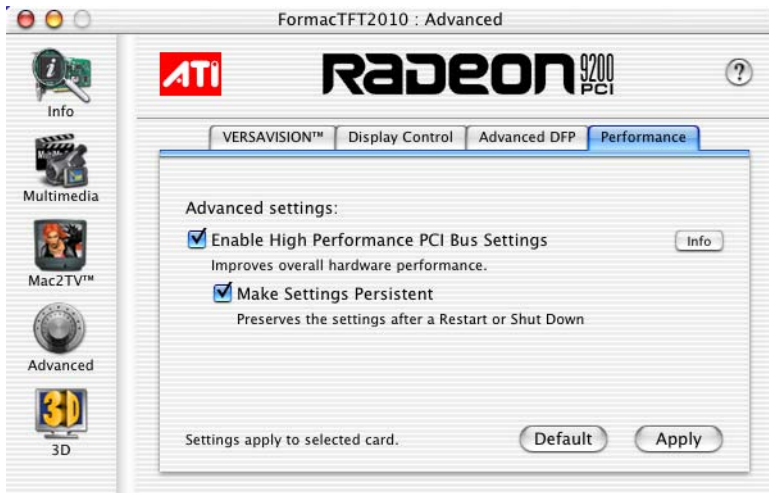 FormacTFT2010 : Advanced
Info
Multimedia
Mac2TV™
Advanced
3D
3D
ATI
RADEON 9200 PCI
?
VERSAVISION™ Display Control Advanced DFP Performance
Advanced settings:
Enable High Performance PCI Bus Settings Info
Improves overall hardware performance.
Make Settings Persistent
Preserves the settings after a Restart or Shut Down
Settings apply to selected card. Default Apply